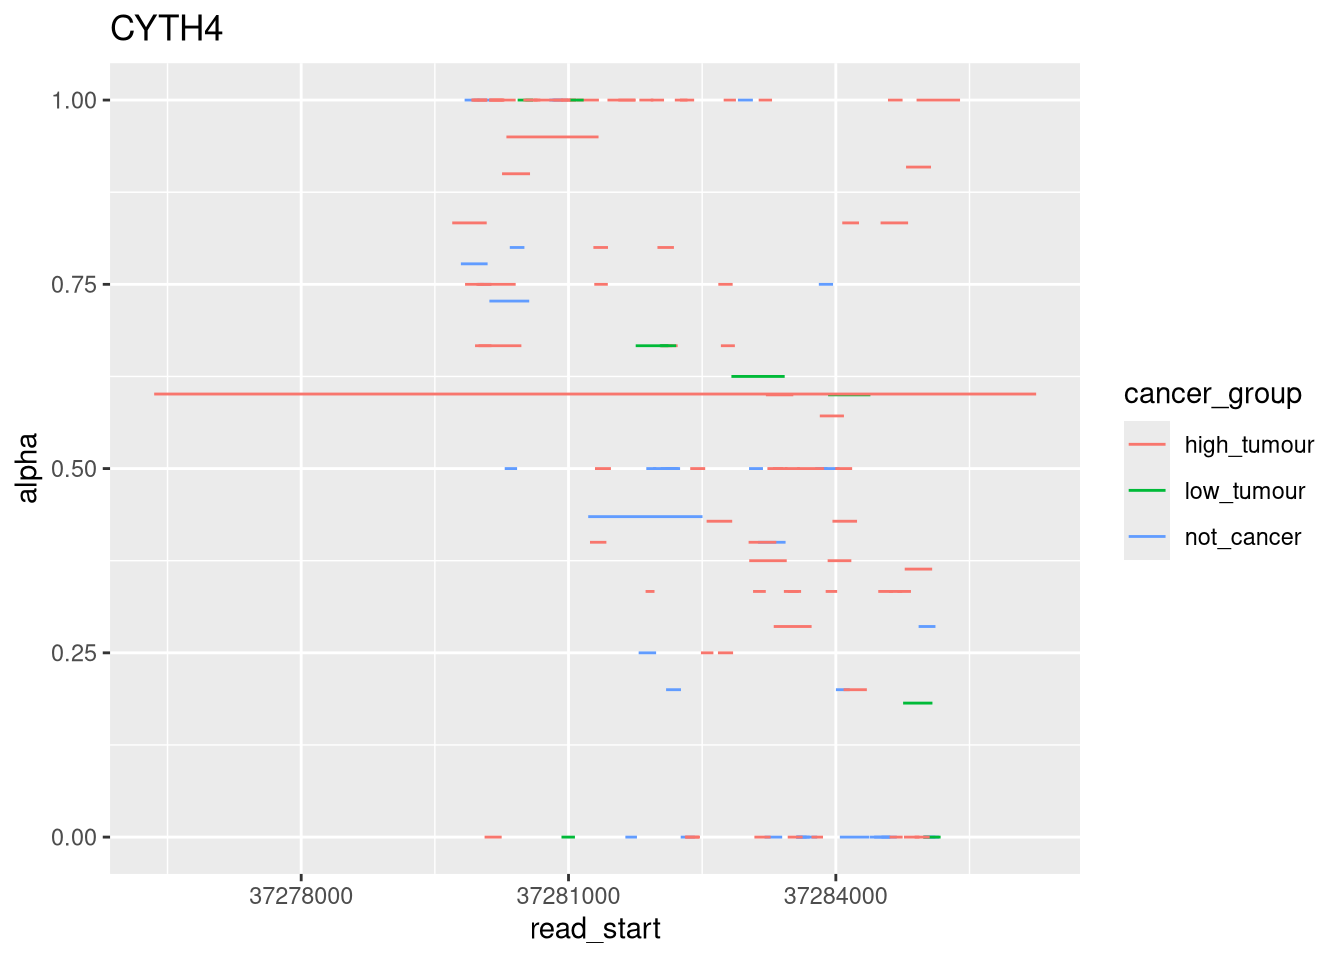 CYTH4
1.00
0.75
0.50
0.25
0.00
alpha
37278000
37281000
37284000
read_start
cancer_group
high_tumour
low_tumour
not_cancer